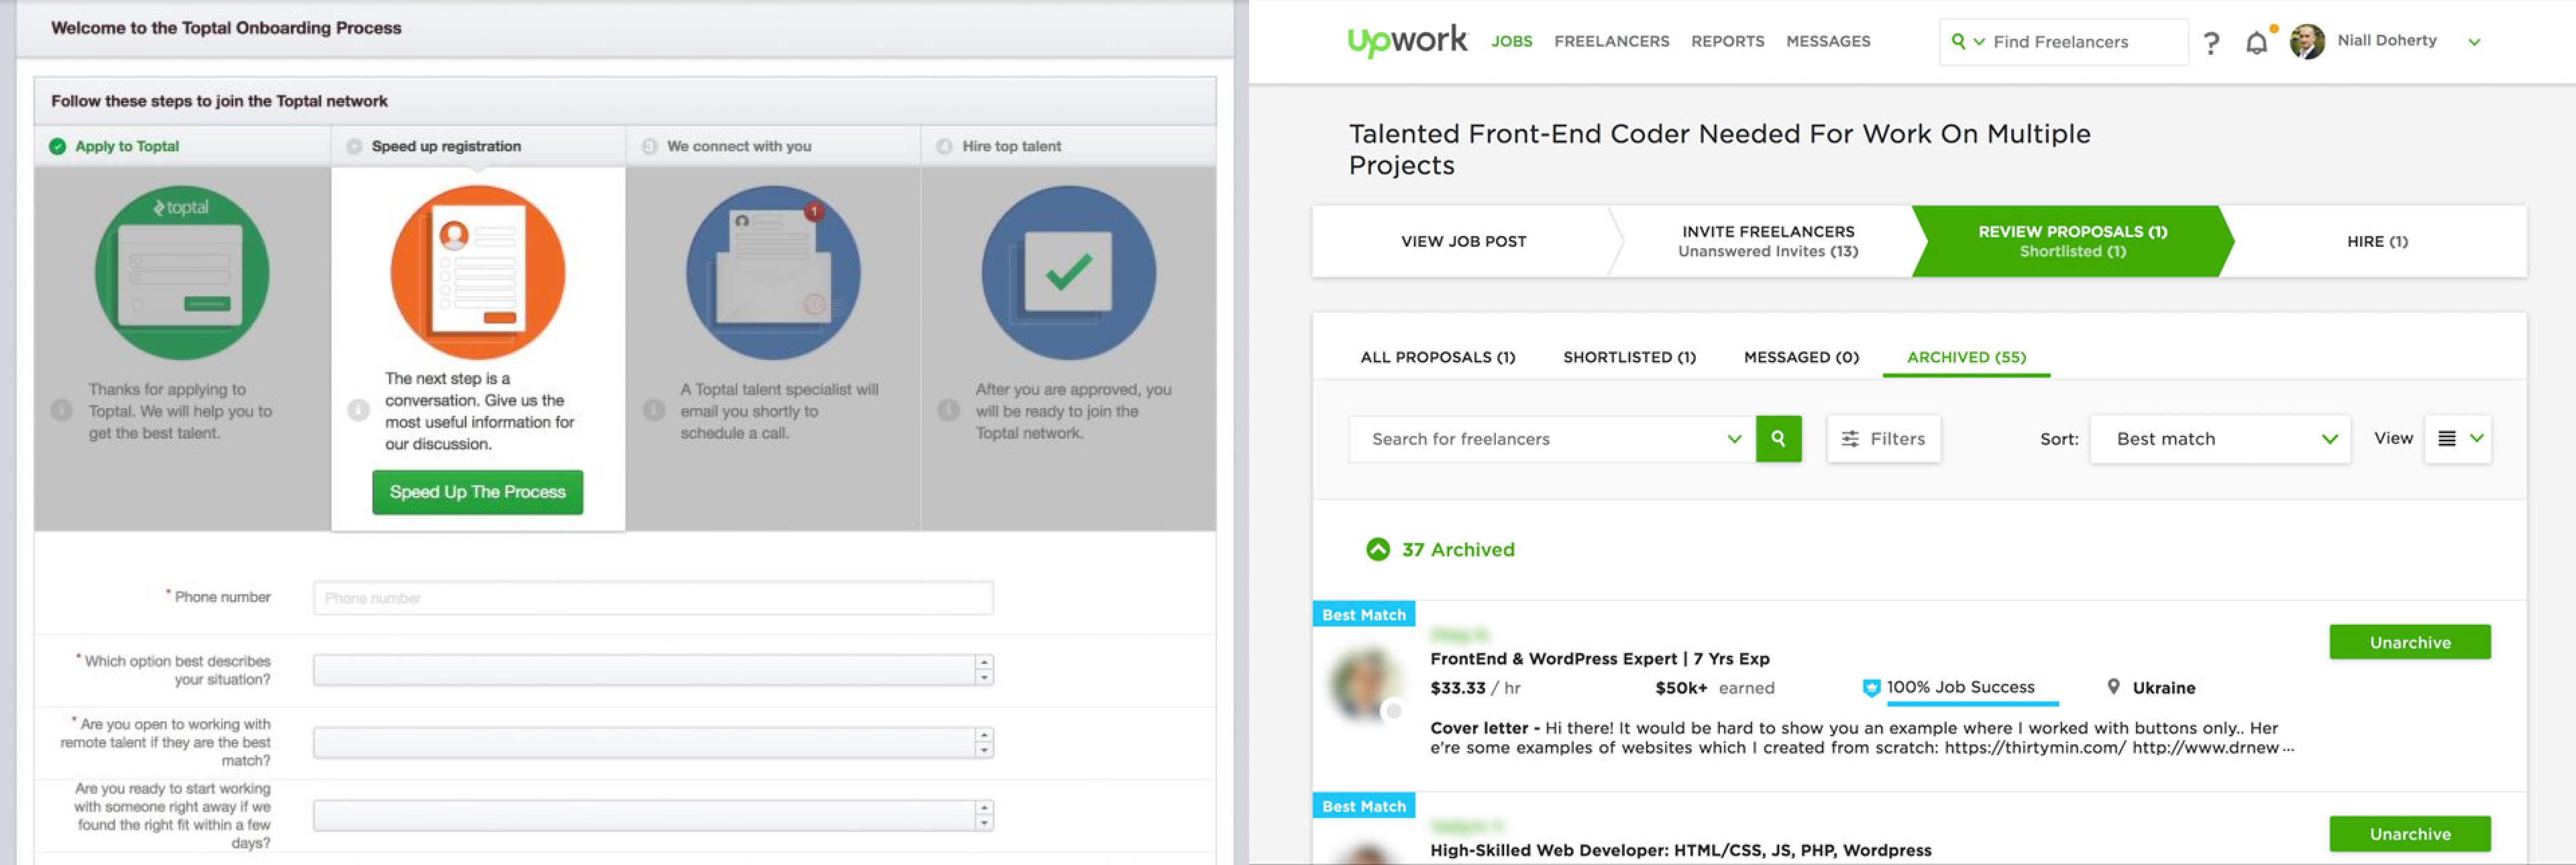 Welcome to the Toptal Onboarding Process
Follow these steps to join the Toptal network
Apply to Toptal
Speed up registration
3 We connect with you
4 Hire top talent
toptal
1
Thanks for applying to
Toptal. We will help you to
get the best talent.
The next step is a
conversation. Give us the
most useful information for
our discussion.
Speed Up The Process
A Toptal talent specialist will
email you shortly to
schedule a call.
After you are approved, you
will be ready to join the
Toptal network.
* Phone number
Phone number
* Which option best describes
your situation?
* Are you open to working with
remote talent if they are the best
match?
Are you ready to start working
with someone right away if we
found the right fit within a few
days?
Upwork JOBS FREELANCERS REPORTS MESSAGES Find Freelancers ? Niall Doherty
Talented Front-End Coder Needed For Work On Multiple
Projects
VIEW JOB POST
INVITE FREELANCERS
Unanswered Invites (13)
REVIEW PROPOSALS (1)
Shortlisted (1)
HIRE (1)
ALL PROPOSALS (1) SHORTLISTED (1) MESSAGED (0) ARCHIVED (55)
Search for freelancers Filters Sort: Best match View
37 Archived
Best Match
FrontEnd & WordPress Expert | 7 Yrs Exp
Unarchive
$33.33 / hr $50k+ earned 100% Job Success Ukraine
Cover letter - Hi there! It would be hard to show you an example where I worked with buttons only.. Her
e're some examples of websites which I created from scratch: https://thirtymin.com/ http://www.drnew ...
Best Match
Unarchive
High-Skilled Web Developer: HTML/CSS, JS, PHP, Wordpress